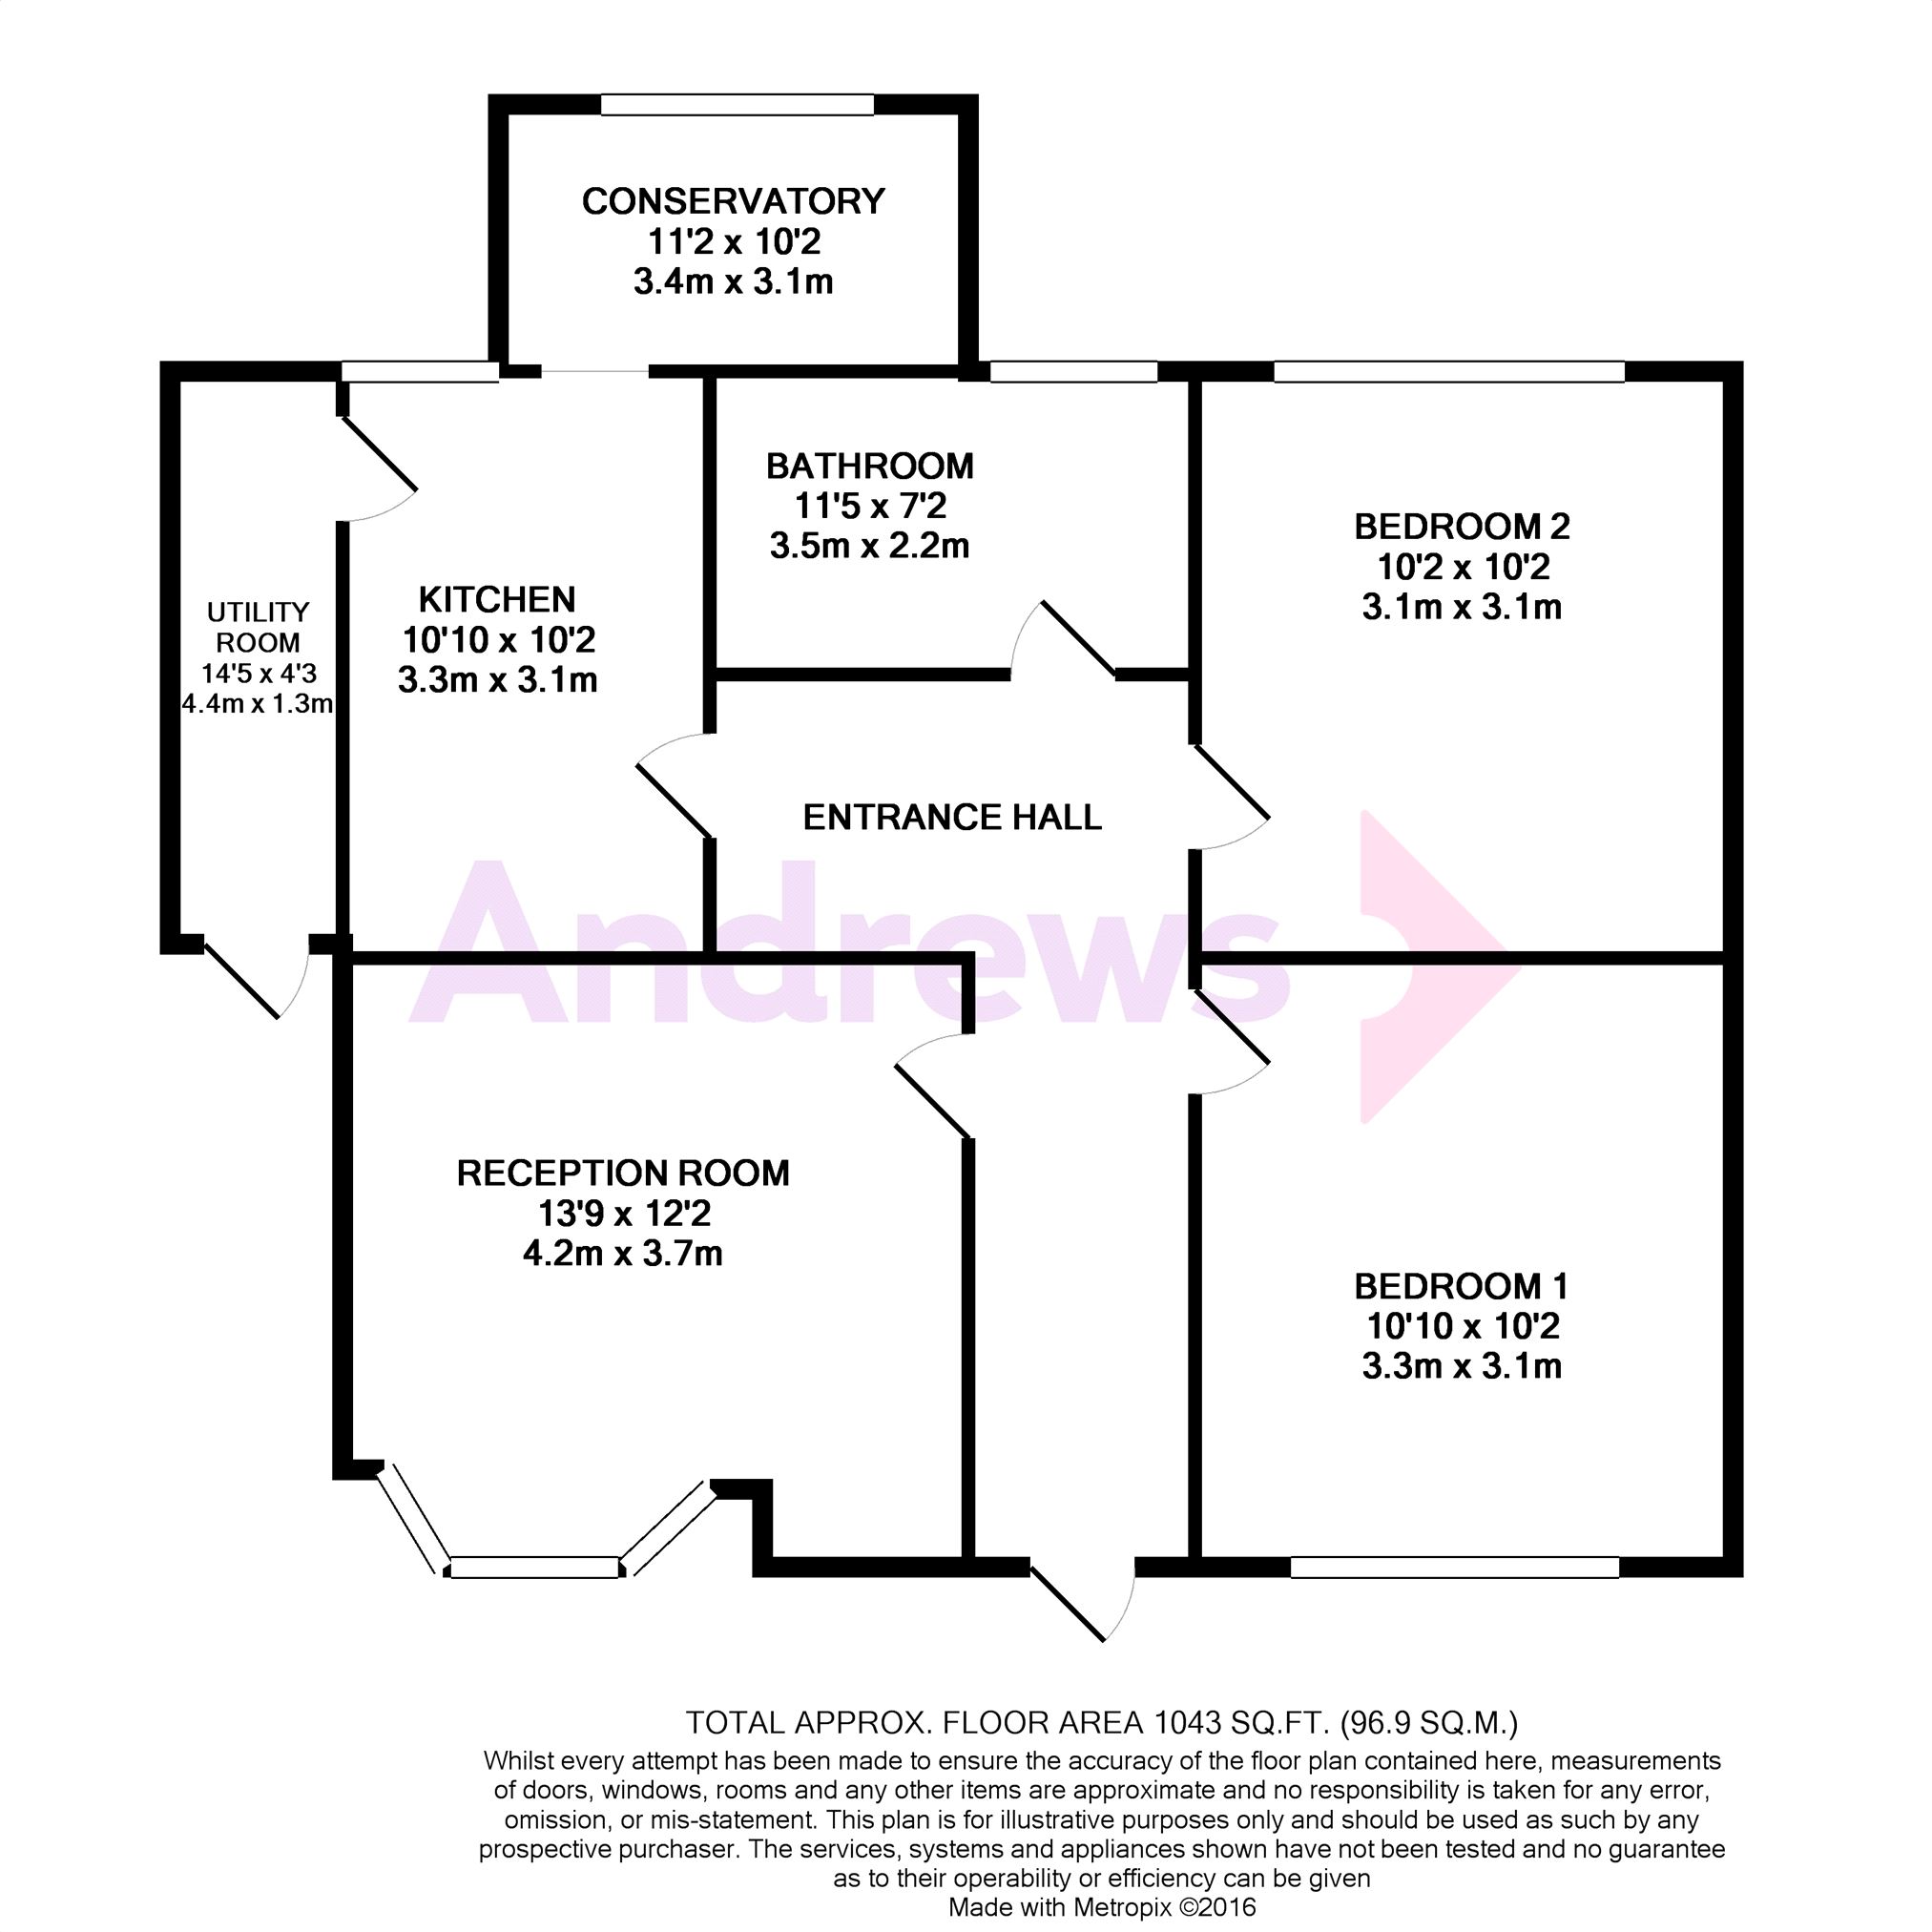 CONSERVATORY
11'2 x 10'2
3.4m x 3.1m
BATHROOM
11'5 x 7'2
3.5m x 2.2m
BEDROOM 2
10'2 x 10'2
3.1m x 3.1m
KITCHEN
10'10 x 10'2
3.3m x 3.1m
UTILITY
ROOM
14'5 x 4'3
4.4m x 1.3m
ENTRANCE HALL
Andrews
RECEPTION ROOM
13'9 x 12'2
4.2m x 3.7m
BEDROOM 1
10'10 x 10'2
3.3m x 3.1m
TOTAL APPROX. FLOOR AREA 1043 SQ.FT. (96.9 SQ.M.)
Whilst every attempt has been made to ensure the accuracy of the floor plan contained here, measurements
of doors, windows, rooms and any other items are approximate and no responsibility is taken for any error,
omission, or mis-statement. This plan is for illustrative purposes only and should be used as such by any
prospective purchaser. The services, systems and appliances shown have not been tested and no guarantee
as to their operability or efficiency can be given
Made with Metropix ©2016